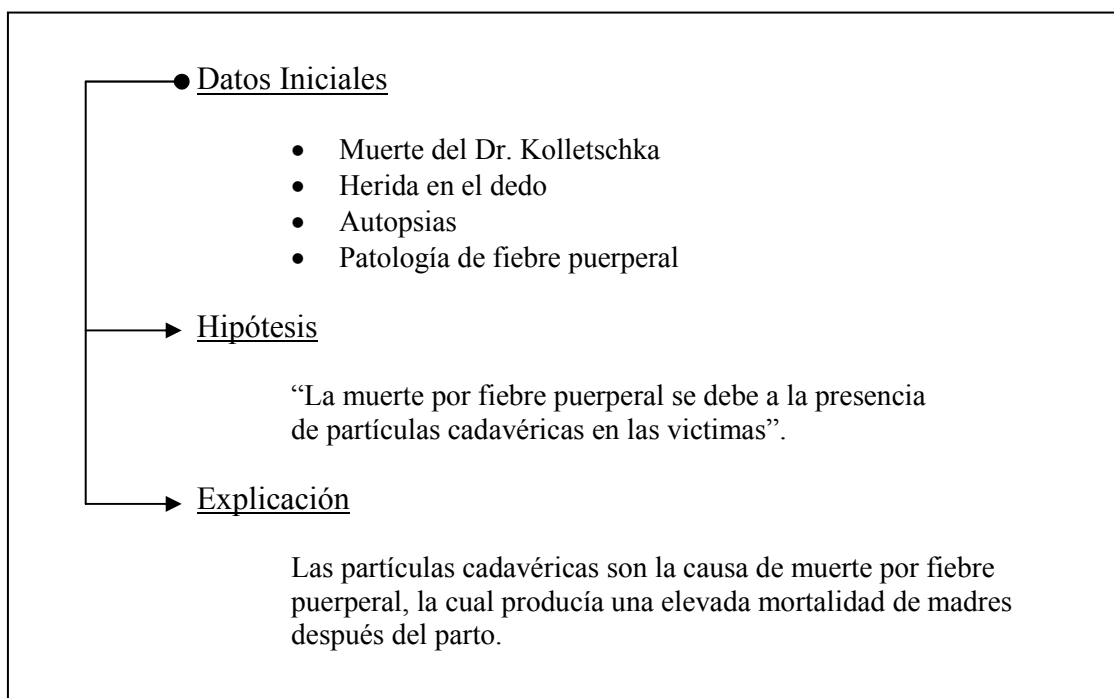 Datos Iniciales
• Muerte del Dr. Kolletschka
• Herida en el dedo
• Autopsias
• Patología de fiebre puerperal
Hipótesis
“La muerte por fiebre puerperal se debe a la presencia
de partículas cadavéricas en las victimas”.
Explicación
Las partículas cadavéricas son la causa de muerte por fiebre
puerperal, la cual producía una elevada mortalidad de madres
después del parto.